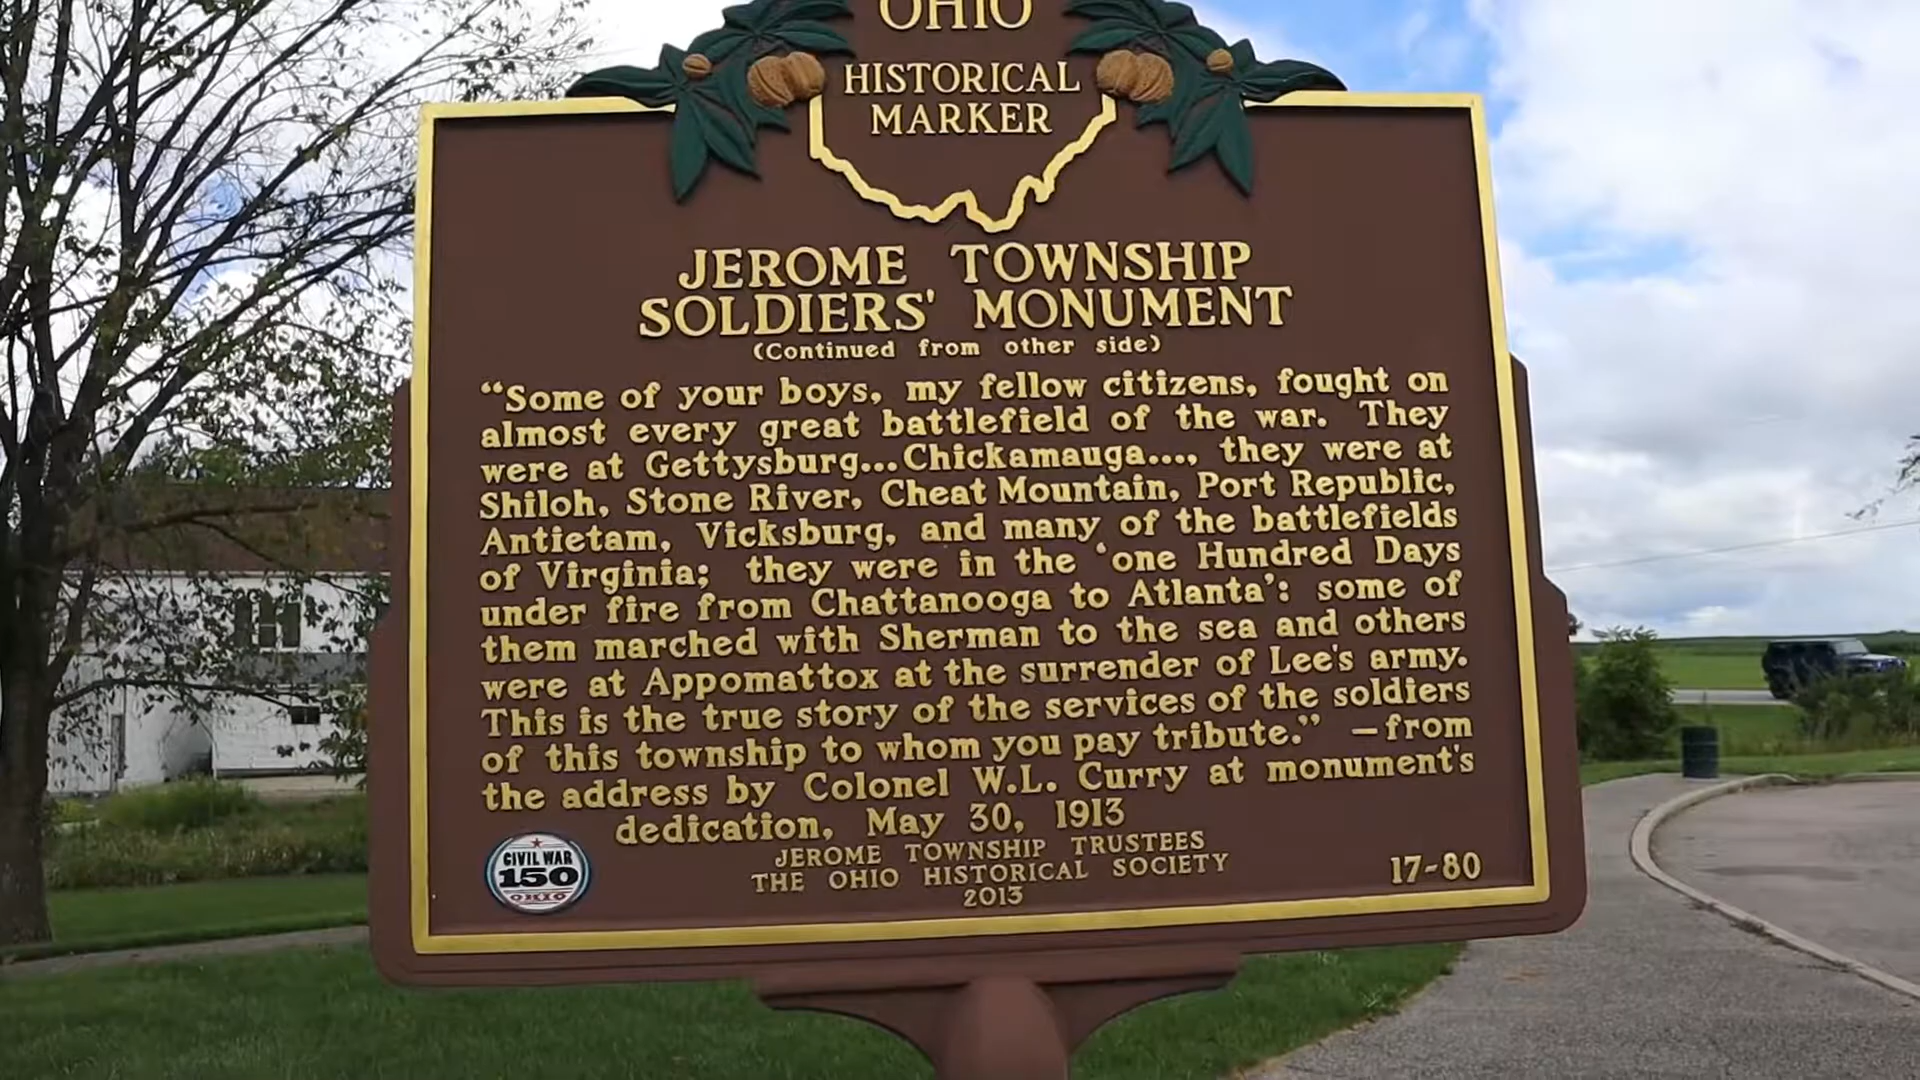 OHIO
HISTORICAL
MARKER
JEROME TOWNSHIP
SOLDIERS' MONUMENT
(Continued from other side)
“Some of your boys, my fellow citizens, fought on
almost every great battlefield of the war. They
were at Gettysburg...Chickamauga..., they were at
Shiloh, Stone River, Cheat Mountain, Port Republic,
Antietam, Vicksburg, and many of the battlefields
of Virginia; they were in the ‘one Hundred Days
under fire from Chattanooga to Atlanta’: some of
them marched with Sherman to the sea and others
were at Appomattox at the surrender of Lee's army.
This is the true story of the services of the soldiers
of this township to whom you pay tribute.” —from
the address by Colonel W.L. Curry at monument's
dedication, May 30, 1913
JEROME TOWNSHIP TRUSTEES
THE OHIO HISTORICAL SOCIETY
2013
17-80
CIVIL WAR
150
OHIO